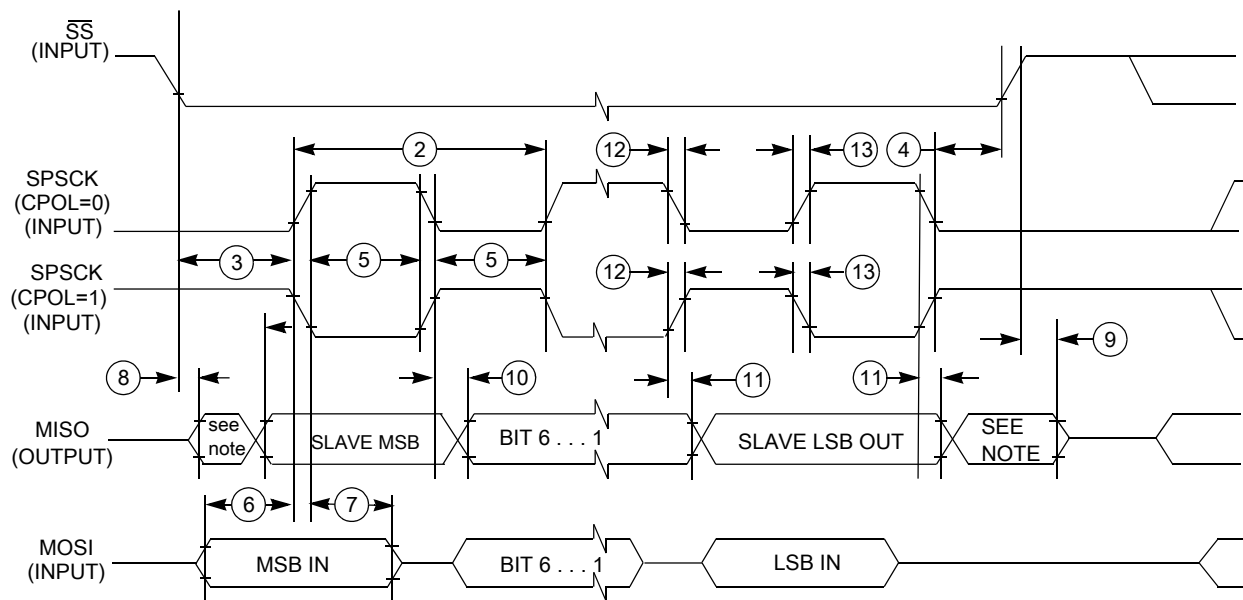 SS
(INPUT)
2
12
13
4
SPSCK
(CPOL=0)
(INPUT)
3
5
5
12
13
SPSCK
(CPOL=1)
(INPUT)
8
10
11
11
9
MISO
(OUTPUT)
see
note
SLAVE MSB
BIT 6 . . . 1
SLAVE LSB OUT
SEE
NOTE
6
7
MOSI
(INPUT)
MSB IN
BIT 6 . . . 1
LSB IN